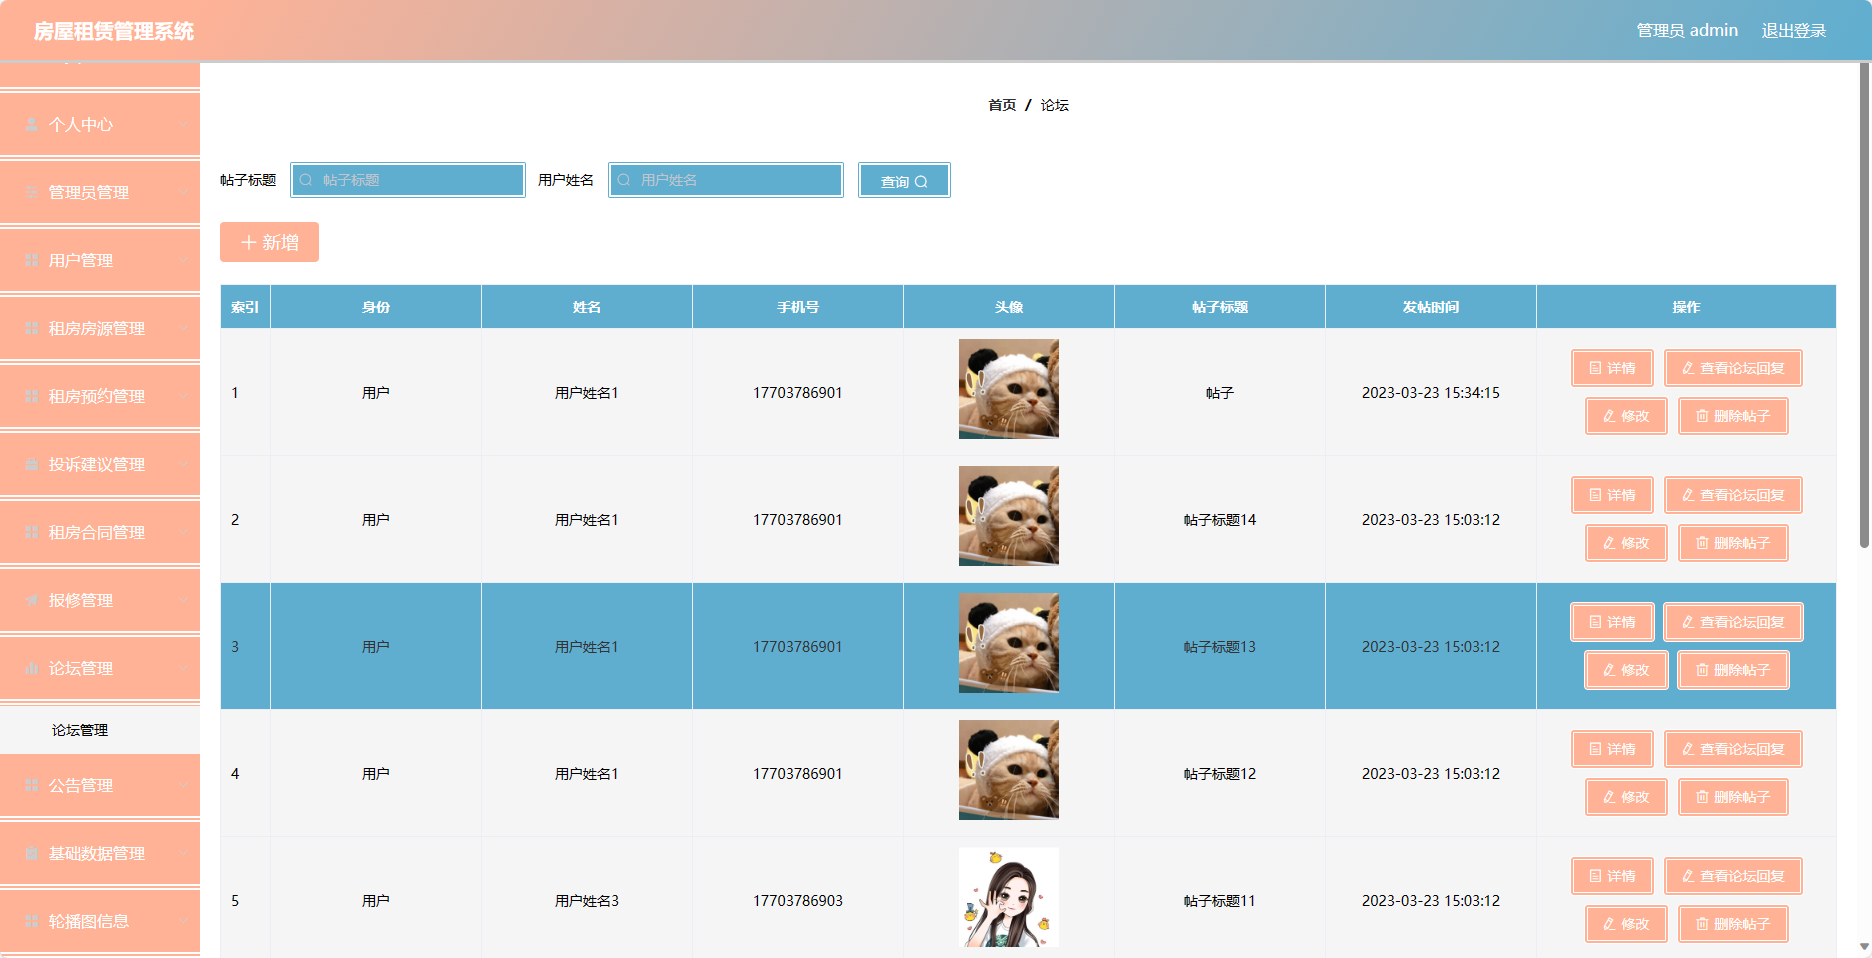 房屋租赁管理系统
管理员 admin 退出登录
个人中心
管理员管理
用户管理
租房房源管理
租房预约管理
投诉建议管理
租房合同管理
报修管理
论坛管理
论坛管理
公告管理
基础数据管理
轮播图信息
首页 / 论坛
帖子标题 帖子标题 用户姓名 用户姓名 查询
新增
索引 身份 姓名 手机号 头像 帖子标题 发帖时间 操作
1 用户 用户姓名1 17703786901 帖子 2023-03-23 15:34:15 详情 查看论坛回复
修改 删除帖子
2 用户 用户姓名1 17703786901 帖子标题14 2023-03-23 15:03:12 详情 查看论坛回复
修改 删除帖子
3 用户 用户姓名1 17703786901 帖子标题13 2023-03-23 15:03:12 详情 查看论坛回复
修改 删除帖子
4 用户 用户姓名1 17703786901 帖子标题12 2023-03-23 15:03:12 详情 查看论坛回复
修改 删除帖子
5 用户 用户姓名3 17703786903 帖子标题11 2023-03-23 15:03:12 详情 查看论坛回复
修改 删除帖子